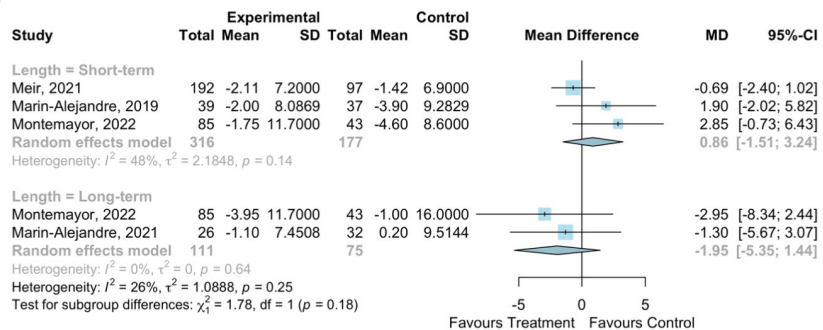 Experimental Control
Study Total Mean SD Total Mean SD Mean Difference MD 95%-CI
Length = Short-term
Meir, 2021 192 -2.11 7.2000 97 -1.42 6.9000 -0.69 [-2.40; 1.02]
Marin-Alejandre, 2019 39 -2.00 8.0869 37 -3.90 9.2829 1.90 [-2.02; 5.82]
Montemayor, 2022 85 -1.75 11.7000 43 -4.60 8.6000 2.85 [-0.73; 6.43]
Random effects model 316 177 0.86 [-1.51; 3.24]
Heterogeneity: I² = 48%, τ² = 2.1848, p = 0.14
Length = Long-term
Montemayor, 2022 85 -3.95 11.7000 43 -1.00 16.0000 -2.95 [-8.34; 2.44]
Marin-Alejandre, 2021 26 -1.10 7.4508 32 0.20 9.5144 -1.30 [-5.67; 3.07]
Random effects model 111 75 -1.95 [-5.35; 1.44]
Heterogeneity: I² = 0%, τ² = 0, p = 0.64
Heterogeneity: I² = 26%, τ² = 1.0888, p = 0.25
Test for subgroup differences: χ₁² = 1.78, df = 1 (p = 0.18)
-5 0 5
Favours Treatment Favours Control